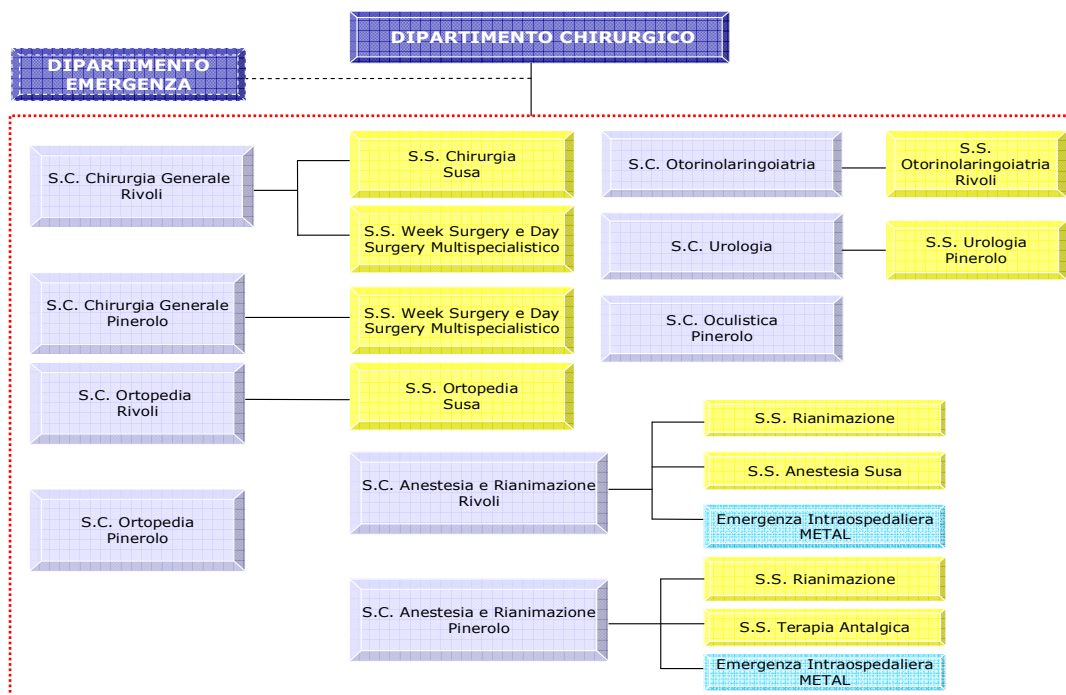 DIPARTIMENTO CHIRURGICO
DIPARTIMENTO
EMERGENZA
S.C. Chirurgia Generale
Rivoli
S.S. Chirurgia
Susa
S.S. Week Surgery e Day
Surgery Multispecialistico
S.C. Chirurgia Generale
Pinerolo
S.S. Week Surgery e Day
Surgery Multispecialistico
S.C. Ortopedia
Rivoli
S.S. Ortopedia
Susa
S.C. Ortopedia
Pinerolo
S.C. Otorinolaringoiatria
S.S.
Otorinolaringoiatria
Rivoli
S.C. Urologia
S.S. Urologia
Pinerolo
S.C. Oculistica
Pinerolo
S.C. Anestesia e Rianimazione
Rivoli
S.S. Rianimazione
S.S. Anestesia Susa
Emergenza Intraospedaliera
METAL
S.C. Anestesia e Rianimazione
Pinerolo
S.S. Rianimazione
S.S. Terapia Antalgica
Emergenza Intraospedaliera
METAL